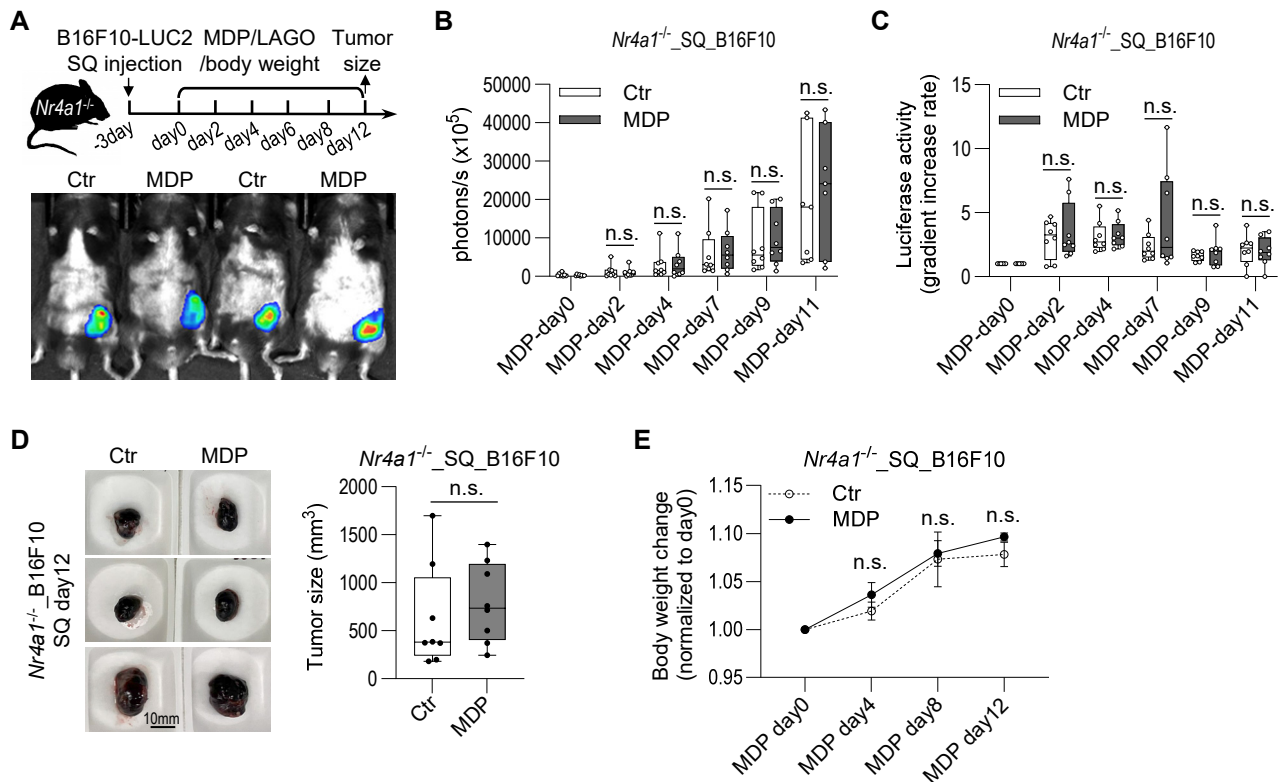 A
B16F10-LUC2 MDP/LAGO Tumor
SQ injection /body weight size
Nr4a1-/-
-3day day0 day2 day4 day6 day8 day12
Ctr MDP Ctr MDP
B
Nr4a1-/-_SQ_B16F10
Ctr
MDP
photons/s (x10⁵)
50000
40000
30000
20000
10000
0
n.s. n.s. n.s. n.s. n.s.
MDP-day0 MDP-day2 MDP-day4 MDP-day7 MDP-day9 MDP-day11
C
Nr4a1-/-_SQ_B16F10
Ctr
MDP
Luciferase activity
(gradient increase rate)
15
10
5
0
n.s. n.s. n.s. n.s. n.s.
MDP-day0 MDP-day2 MDP-day4 MDP-day7 MDP-day9 MDP-day11
D
Ctr MDP
Nr4a1-/-_B16F10
SQ day12
10mm
Nr4a1-/-_SQ_B16F10
n.s.
Tumor size (mm³)
2000
1500
1000
500
0
Ctr MDP
E
Nr4a1-/-_SQ_B16F10
Ctr
MDP
Body weight change
(normalized to day0)
1.15
1.10
1.05
1.00
0.95
n.s. n.s. n.s.
MDP day0 MDP day4 MDP day8 MDP day12